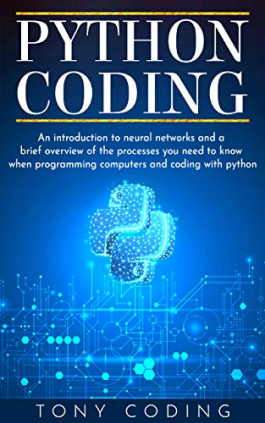 PYTHON
CODING
An introduction to neural networks and a
brief overview of the processes you need to know
when programming computers and coding with python
TONY CODING